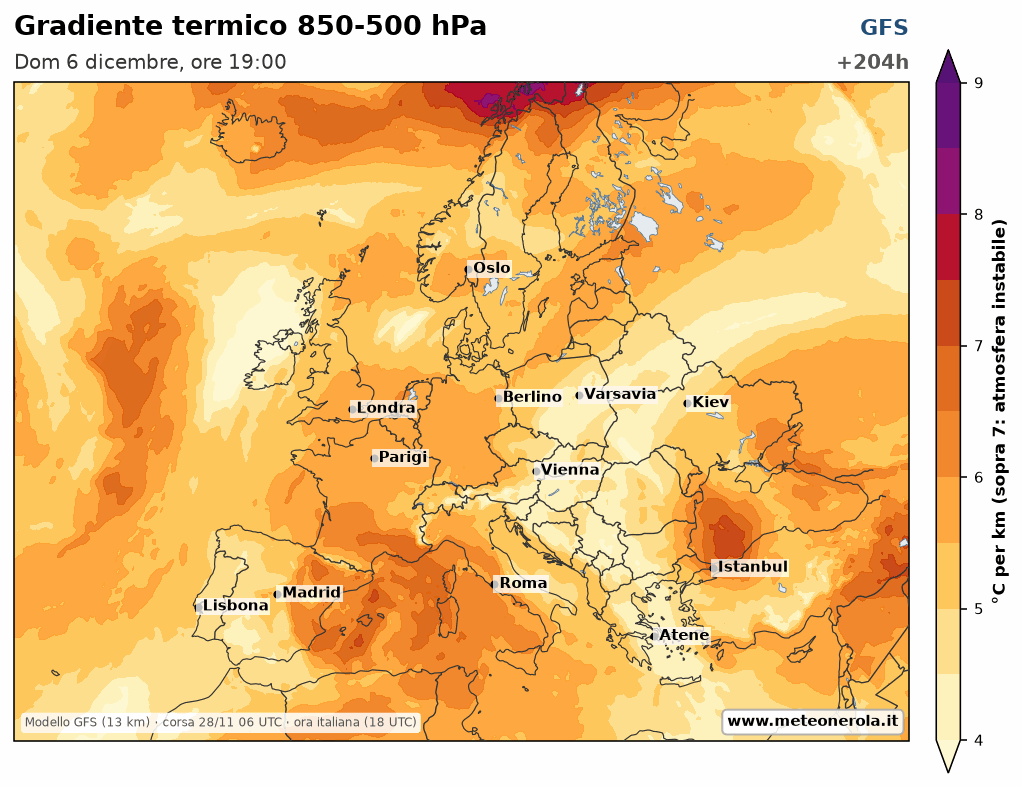 Gradiente termico 850-500 hPa
GFS
Dom 6 dicembre, ore 19:00
+204h
Oslo
Berlino
Varsavia
Kiev
Londra
Parigi
Vienna
Istanbul
Roma
Madrid
Lisbona
Atene
Modello GFS (13 km) · corsa 28/11 06 UTC · ora italiana (18 UTC)
www.meteonerola.it
9
8
7
6
5
4
°C per km (sopra 7: atmosfera instabile)